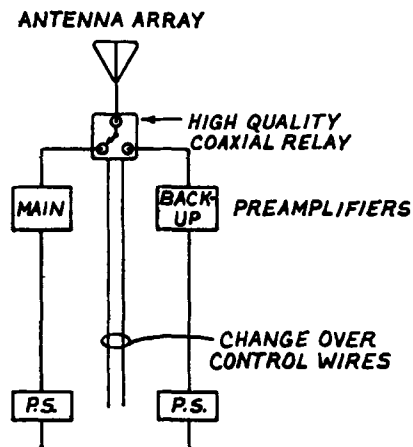 ANTENNA ARRAY
HIGH QUALITY
COAXIAL RELAY
MAIN
BACK-
UP
PREAMPLIFIERS
CHANGE OVER
CONTROL WIRES
P.S.
P.S.